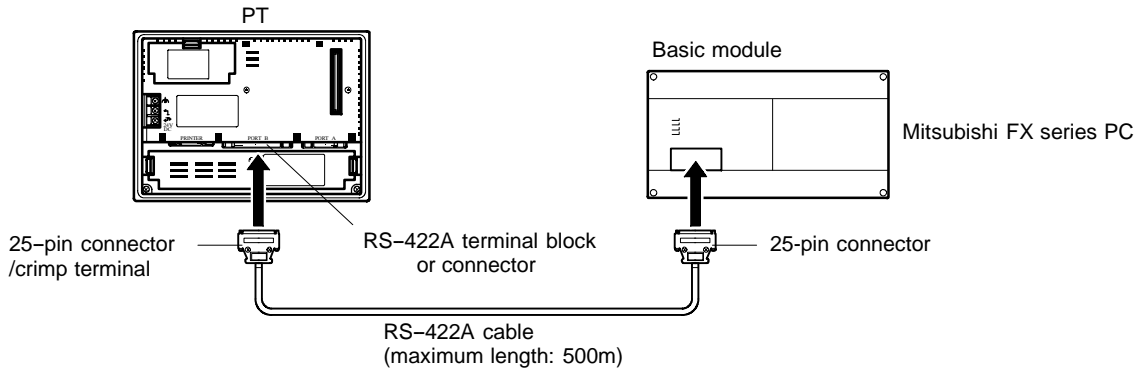 PT
Basic module
Mitsubishi FX series PC
PRINTER
PORT B
PORT A
LLLL
25-pin connector
/crimp terminal
RS-422A terminal block
or connector
25-pin connector
RS-422A cable
(maximum length: 500m)